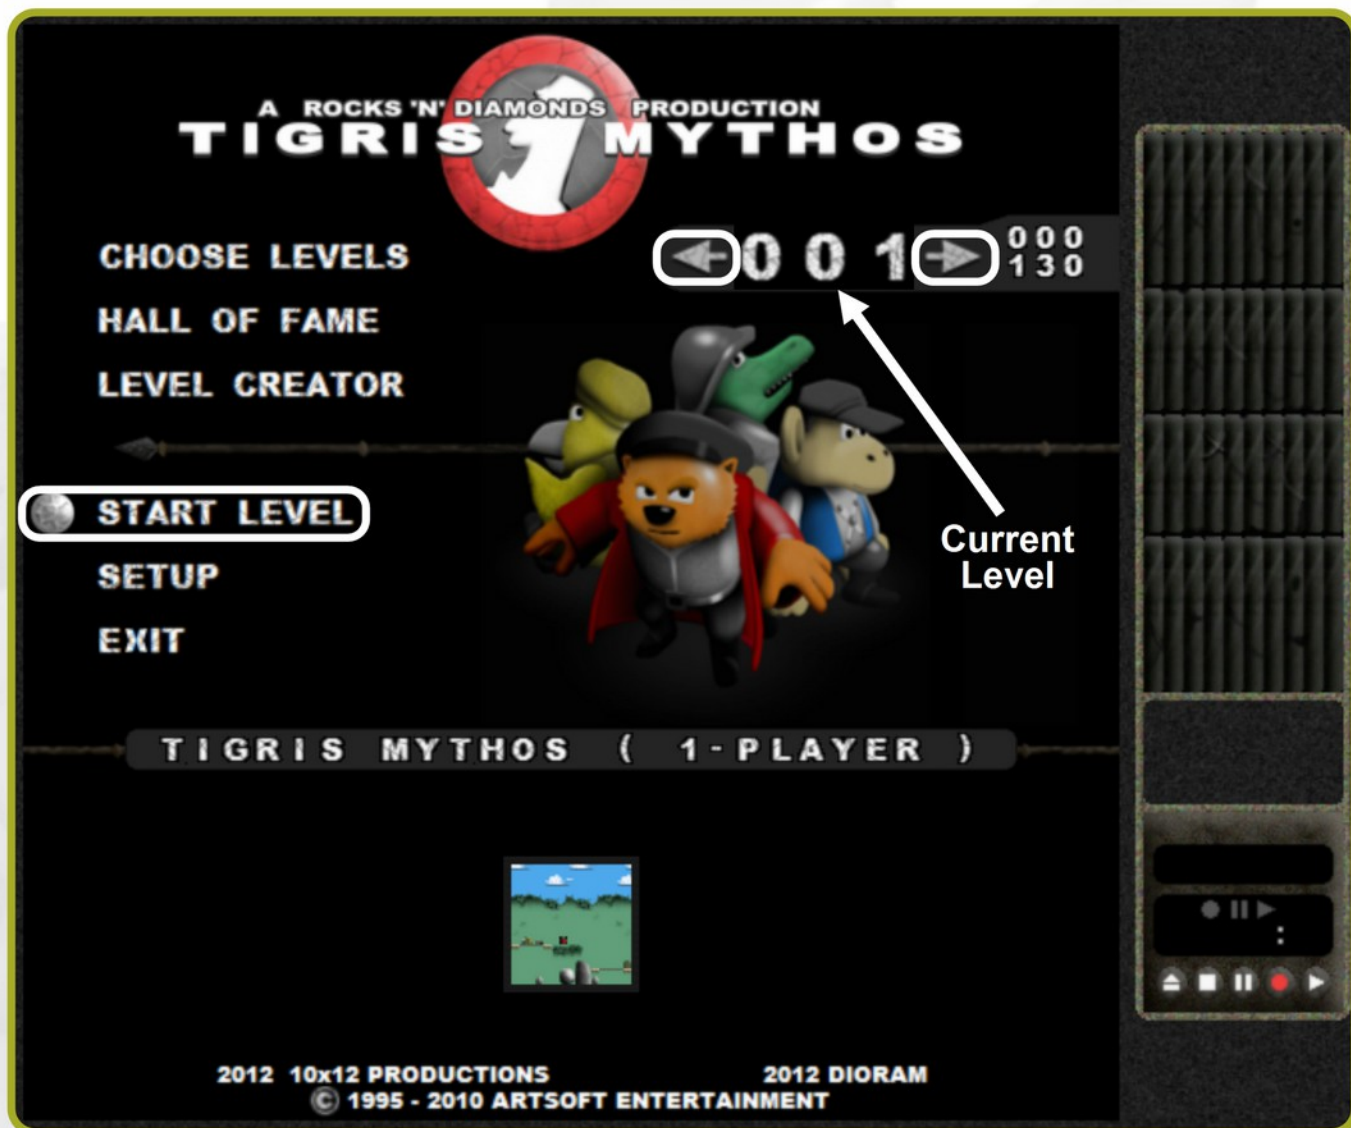 A ROCKS 'N' DIAMONDS PRODUCTION
TIGRIS 1 MYTHOS
CHOOSE LEVELS
0 0 1
000
130
HALL OF FAME
LEVEL CREATOR
START LEVEL
Current
Level
SETUP
EXIT
TIGRIS MYTHOS ( 1-PLAYER )
:
2012 10x12 PRODUCTIONS
2012 DIORAM
© 1995 - 2010 ARTSOFT ENTERTAINMENT